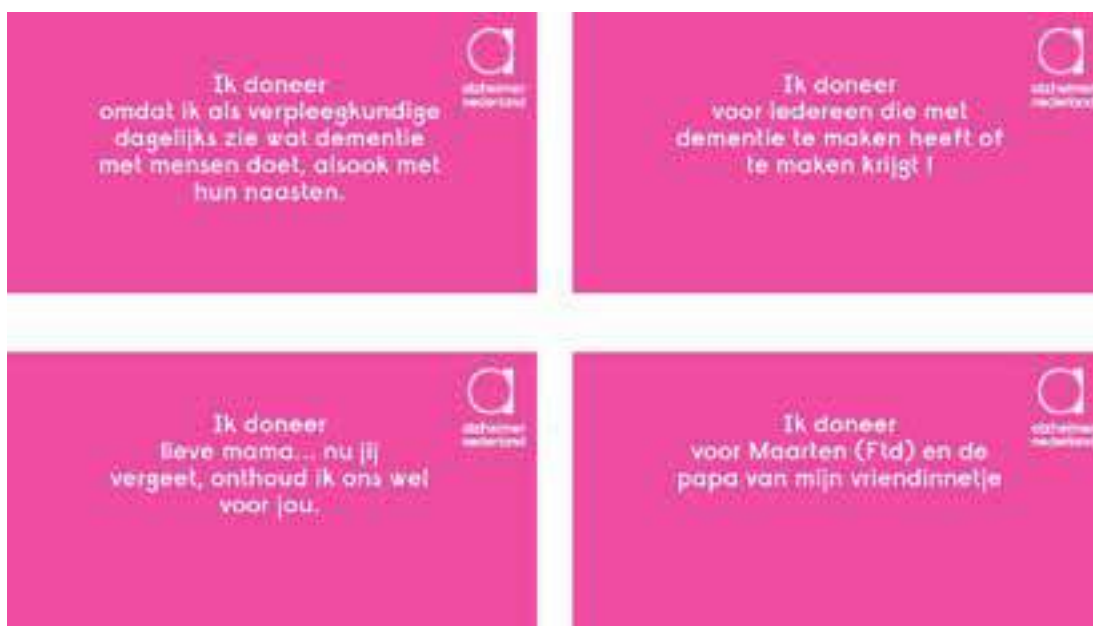 Ik doneer
omdat ik als verpleegkundige
dagelijks zie wat dementie
met mensen doet, alsook met
hun naasten.
alzheimer
nederland
Ik doneer
voor iedereen die met
dementie te maken heeft of
te maken krijgt !
alzheimer
nederland
Ik doneer
lieve mama... nu jij
vergeet, onthoud ik ons wel
voor jou.
alzheimer
nederland
Ik doneer
voor Maarten (Ftd) en de
papa van mijn vriendinnetje
alzheimer
nederland